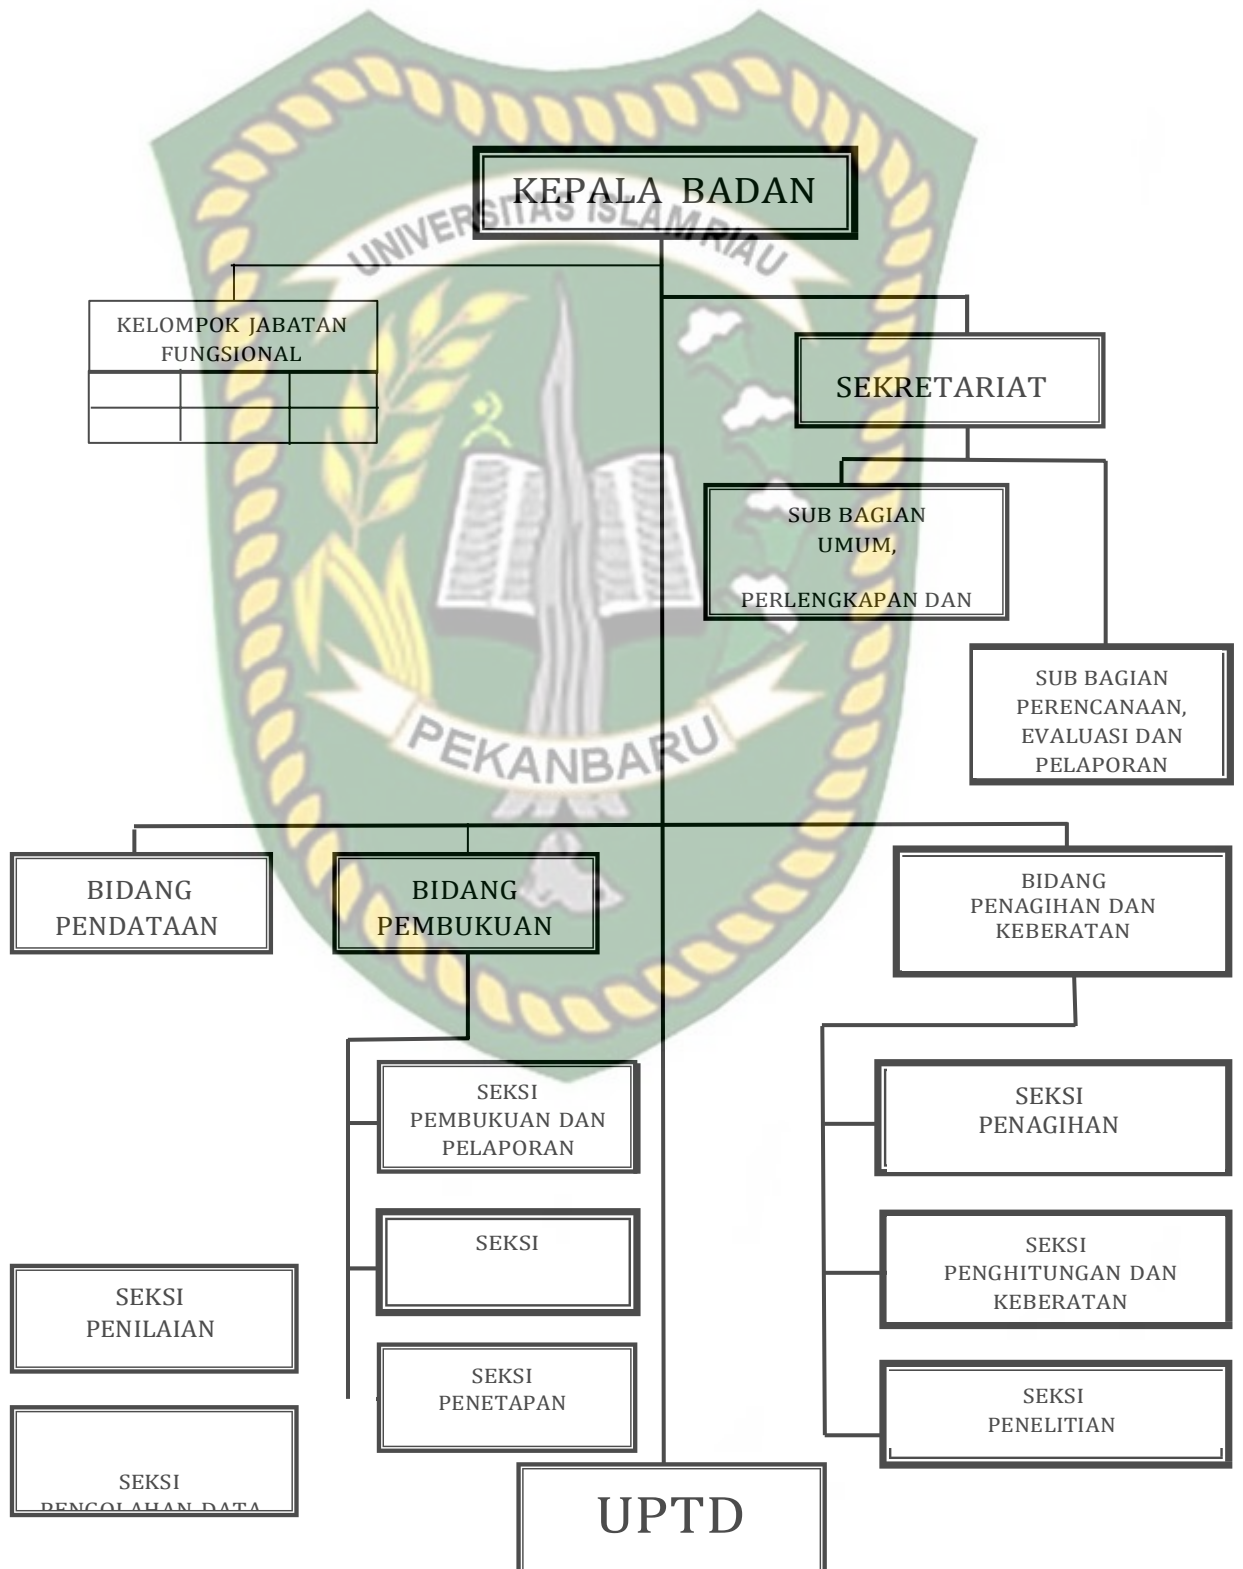 KEPALA BADAN
UNIVERSITAS ISLAM RIAU
KELOMPOK JABATAN
FUNGSIONAL
SEKRETARIAT
SUB BAGIAN
UMUM,
PERLENGKAPAN DAN
SUB BAGIAN
PERENCANAAN,
EVALUASI DAN
PELAPORAN
PEKANBARU
BIDANG
PENDATAAN
BIDANG
PEMBUKUAN
BIDANG
PENAGIHAN DAN
KEBERATAN
SEKSI
PEMBUKUAN DAN
PELAPORAN
SEKSI
PENAGIHAN
SEKSI
SEKSI
PENGHITUNGAN DAN
KEBERATAN
SEKSI
PENILAIAN
SEKSI
PENETAPAN
SEKSI
PENELITIAN
SEKSI
PENGOLAHAN DATA
UPTD